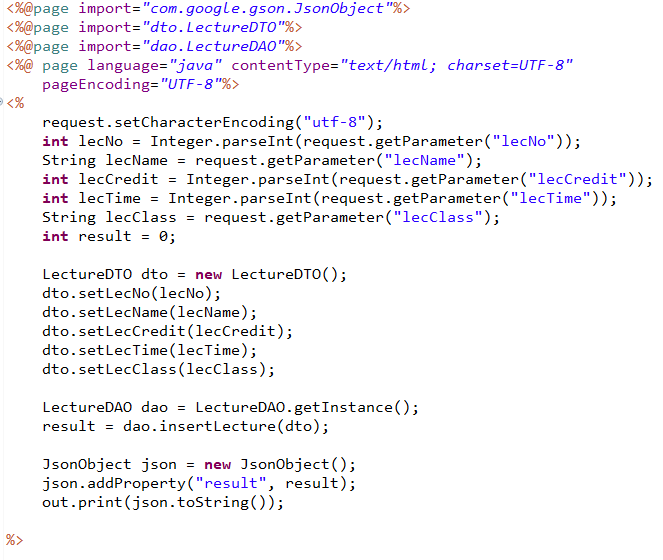 <%@page import="com.google.gson.JsonObject"%>
<%@page import="dto.LectureDTO"%>
<%@page import="dao.LectureDAO"%>
<%@ page language="java" contentType="text/html; charset=UTF-8"
    pageEncoding="UTF-8"%>
<%
    request.setCharacterEncoding("utf-8");
    int lecNo = Integer.parseInt(request.getParameter("lecNo"));
    String lecName = request.getParameter("lecName");
    int lecCredit = Integer.parseInt(request.getParameter("lecCredit"));
    int lecTime = Integer.parseInt(request.getParameter("lecTime"));
    String lecClass = request.getParameter("lecClass");
    int result = 0;

    LectureDTO dto = new LectureDTO();
    dto.setLecNo(lecNo);
    dto.setLecName(lecName);
    dto.setLecCredit(lecCredit);
    dto.setLecTime(lecTime);
    dto.setLecClass(lecClass);

    LectureDAO dao = LectureDAO.getInstance();
    result = dao.insertLecture(dto);

    JsonObject json = new JsonObject();
    json.addProperty("result", result);
    out.print(json.toString());

%>